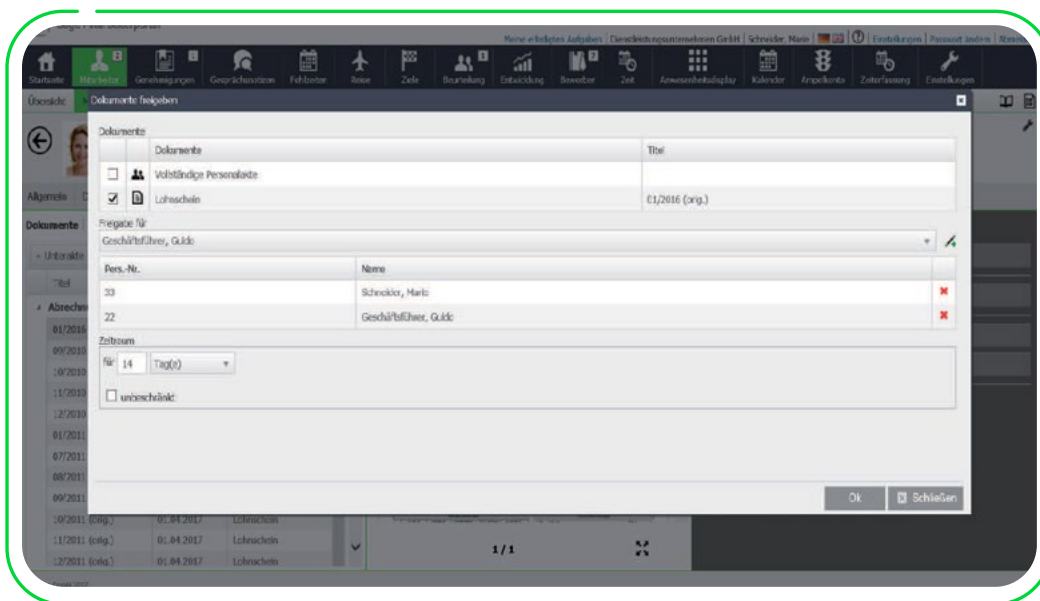 Meine erledigten Aufgaben | Dienstleistungsunternehmen GmbH | Schneider, Marie | Einstellungen | Passwort ändern |
Startseite Mitarbeiter Genehmigungen Gesprächsnotizen Fehlzeiten Reise Ziele Beurteilung Entwicklung Bewerber Zeit Anwesenheitsdisplay Kalender Ampelkonto Zeiterfassung Einstellungen
2 1 1 2
Übersicht
Dokumente freigeben
Dokumente
Dokumente Titel
Vollständige Personalakte
Lohnschein 01/2016 (orig.)
Allgemein
Dokumente
Freigabe für
Geschäftsführer, Guido
Unterakte
Pers.-Nr. Name
Titel
33 Schneider, Marie
22 Geschäftsführer, Guido
01/2016
Zeitraum
09/2010
für 14 Tag(e)
10/2010
11/2010
unbeschränkt
12/2010
01/2011
07/2011
08/2011
09/2011
Ok Schließen
10/2011 (orig.) 01.04.2017 Lohnschein
11/2011 (orig.) 01.04.2017 Lohnschein
1/1
12/2011 (orig.) 01.04.2017 Lohnschein